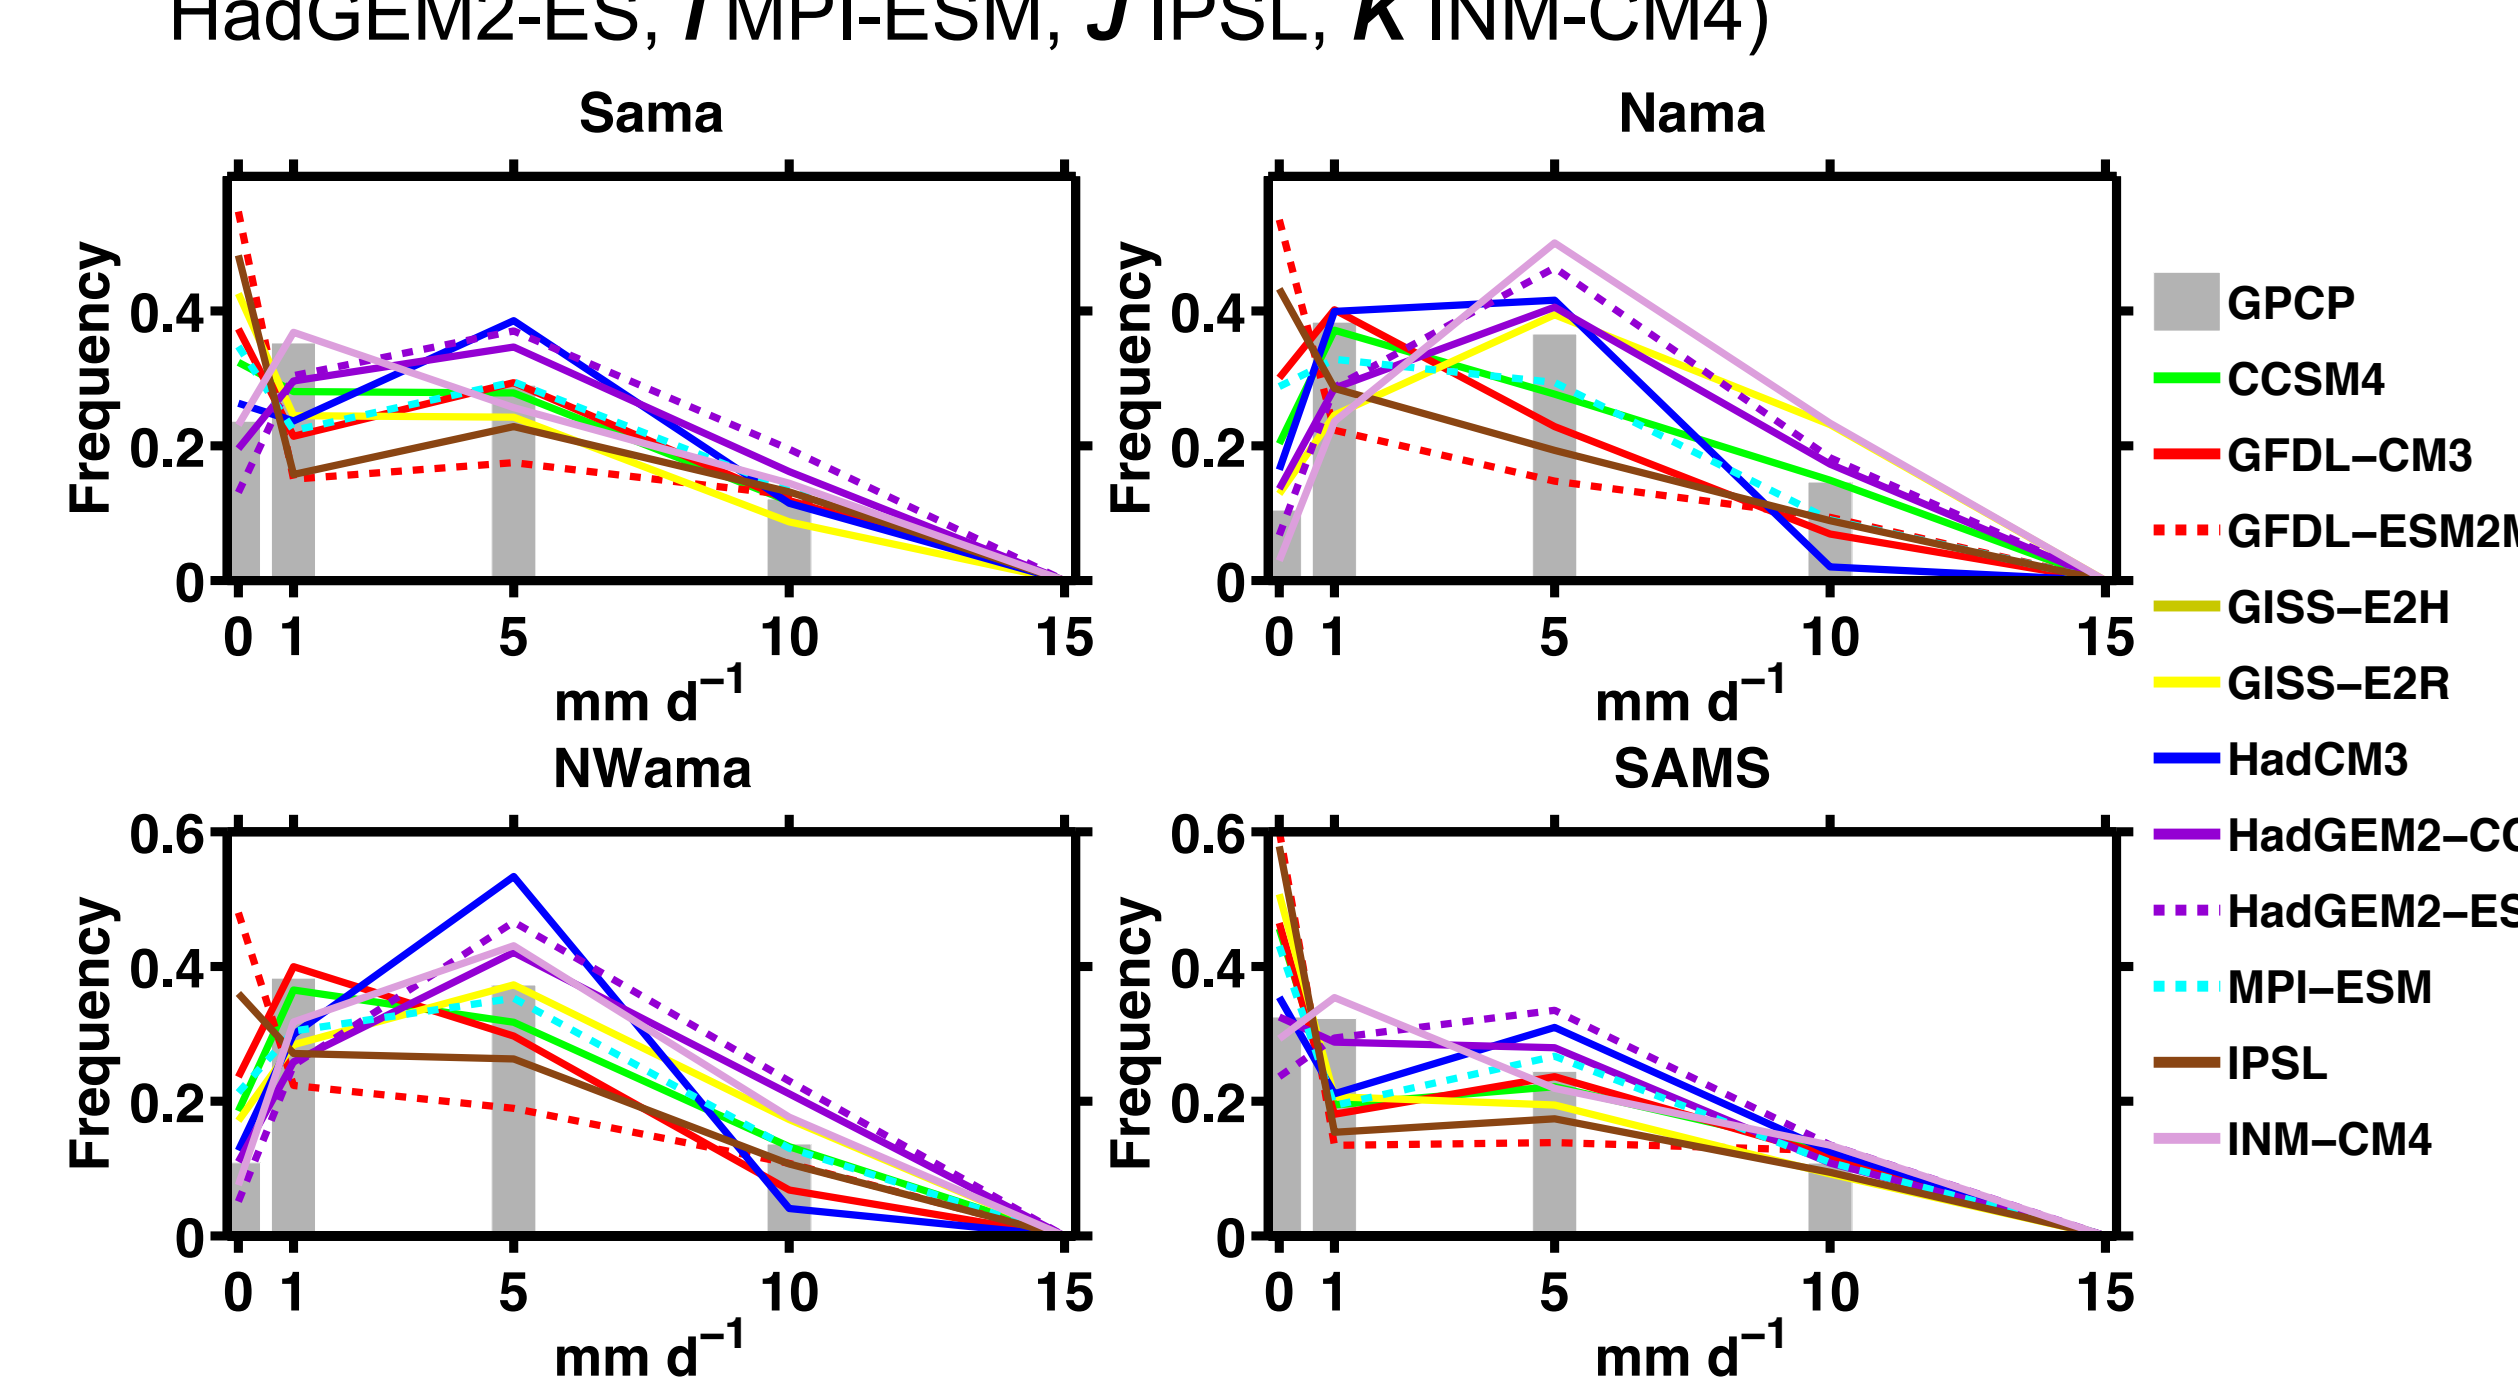 HadGEM2-ES, I MPI-ESM, J IPSL, K INM-CM4)
Sama
Frequency
0.4
0.2
0
0 1 5 10 15
mm d−1
Nama
Frequency
0.4
0.2
0
0 1 5 10 15
mm d−1
NWama
Frequency
0.6
0.4
0.2
0
0 1 5 10 15
mm d−1
SAMS
Frequency
0.6
0.4
0.2
0
0 1 5 10 15
mm d−1
GPCP
CCSM4
GFDL−CM3
GFDL−ESM2M
GISS−E2H
GISS−E2R
HadCM3
HadGEM2−CC
HadGEM2−ES
MPI−ESM
IPSL
INM−CM4